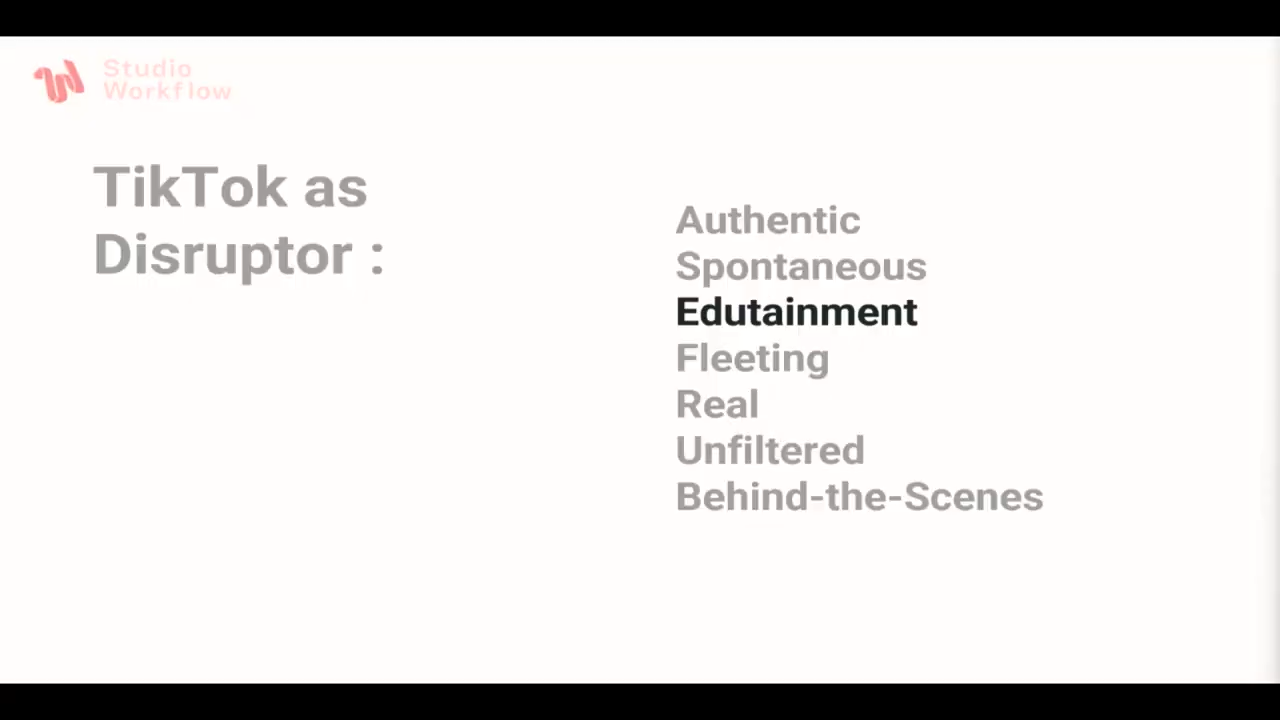 Studio
Workflow
TikTok as
Disruptor :
Authentic
Spontaneous
Edutainment
Fleeting
Real
Unfiltered
Behind-the-Scenes